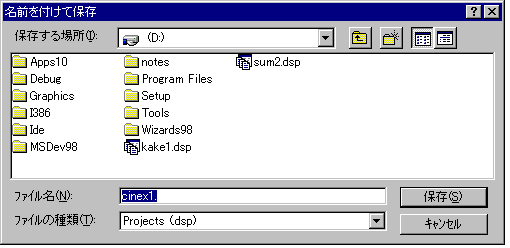 名前を付けて保存
保存する場所(I): (D:)
Apps10 notes sum2.dsp
Debug Program Files
Graphics Setup
I386 Tools
Ide Wizards98
MSDev98 kake1.dsp
ファイル名(N): cinex1. 保存(S)
ファイルの種類(T): Projects (dsp) キャンセル